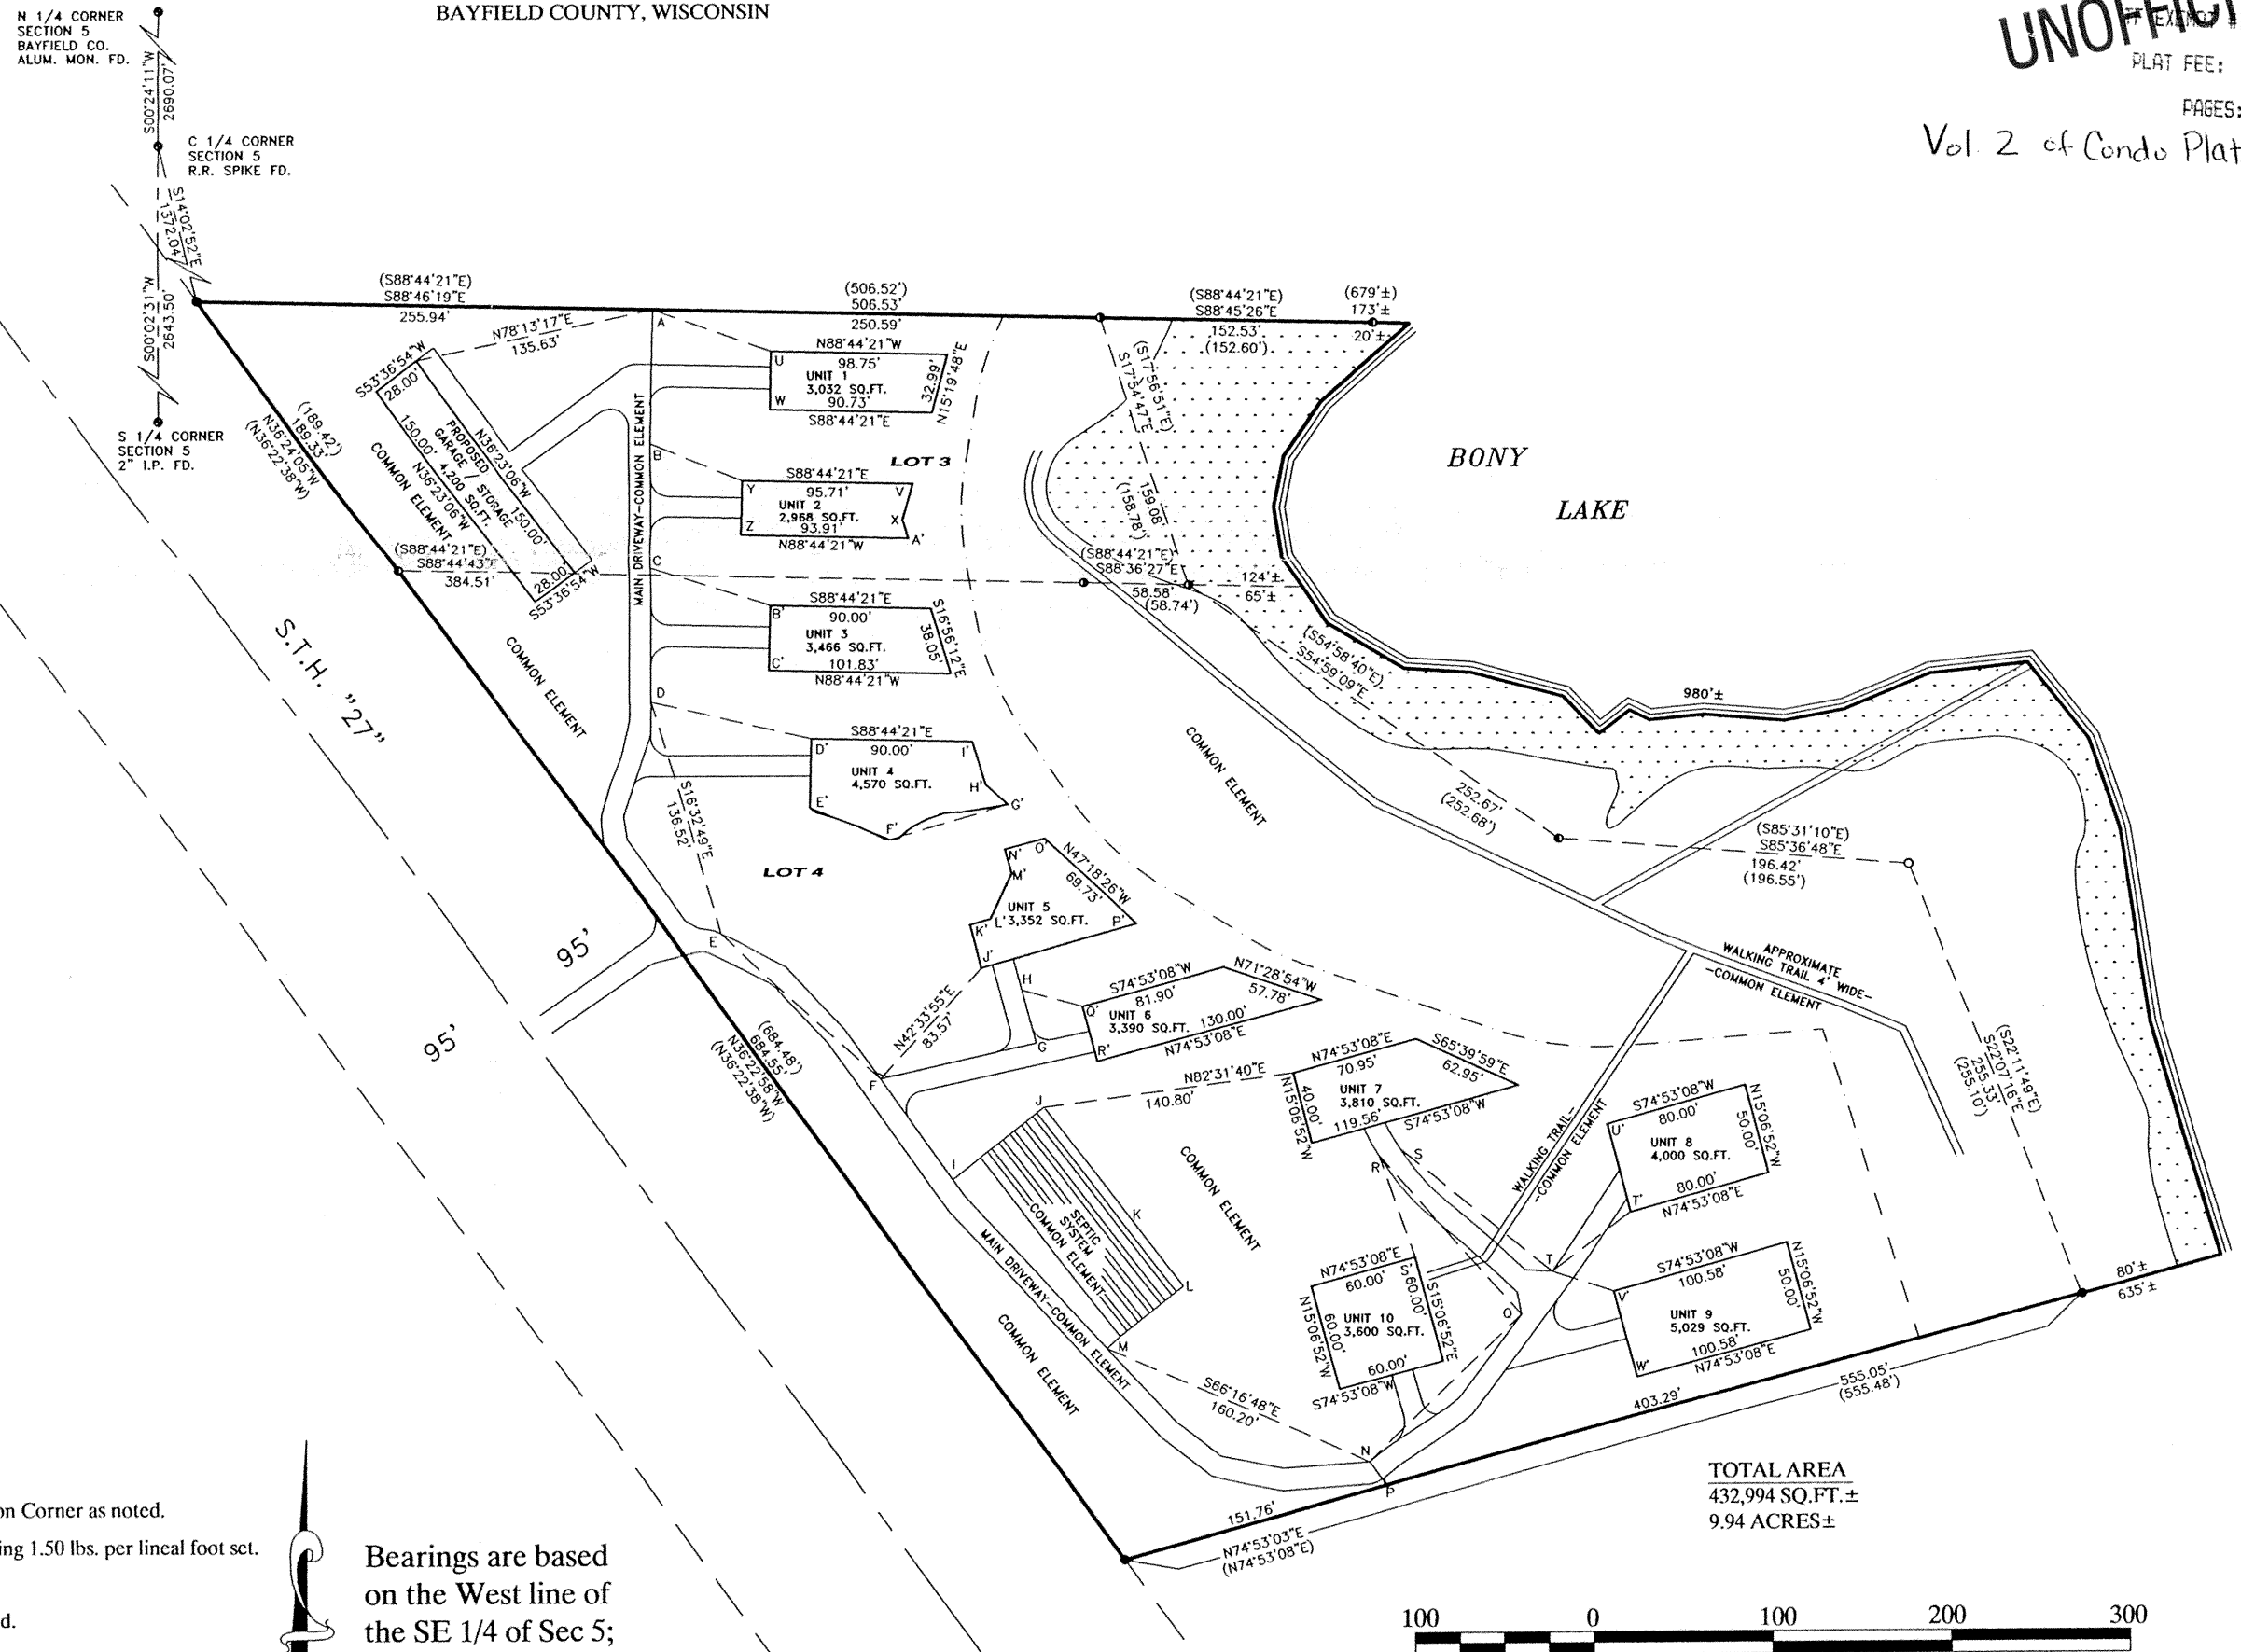 N 1/4 CORNER
SECTION 5
BAYFIELD CO.
ALUM. MON. FD.
BAYFIELD COUNTY, WISCONSIN
PLAT FEE:
PAGES:
Vol. 2 of Condo Plat
S00°24'11"W
2690.07'
C 1/4 CORNER
SECTION 5
R.R. SPIKE FD.
S14°02'52"E
1372.04'
S00°02'31"W
2643.50'
S 1/4 CORNER
SECTION 5
2" I.P. FD.
(S88°44'21"E)
S88°46'19"E
255.94'
(506.52')
506.53'
250.59'
(S88°44'21"E)
S88°45'26"E
152.53'
(152.60')
(679'±)
173'±
20'±
N78°13'17"E
135.63'
A
N88°44'21"W
U
98.75'
UNIT 1
3,032 SQ.FT.
W
90.73'
S88°44'21"E
32.99'
N15°19'48"E
(S17°56'51"E)
S17°54'47"E
159.08'
(158.78')
S53°36'54"W
28.00'
150.00'
N36°23'06"W
PROPOSED
GARAGE / STORAGE
4,200 SQ.FT.
N36°23'06"W
150.00'
28.00'
S53°36'54"W
COMMON ELEMENT
(189.42')
189.33'
N36°24'05"W
(N36°22'38"W)
MAIN DRIVEWAY-COMMON ELEMENT
B
LOT 3
BONY
LAKE
S88°44'21"E
Y
95.71'
V
UNIT 2
2,968 SQ.FT.
X
Z
93.91'
A'
N88°44'21"W
C
(S88°44'21"E)
S88°44'43"E
384.51'
(S88°44'21"E)
S88°36'27"E
58.58'
(58.74')
124'±
65'±
S88°44'21"E
B'
90.00'
UNIT 3
3,466 SQ.FT.
C'
101.83'
N88°44'21"W
S16°56'12"E
38.05'
(S54°58'40"E)
S54°59'09"E
252.67'
(252.68')
980'±
S.T.H. "27"
COMMON ELEMENT
D
S88°44'21"E
D'
90.00'
I'
UNIT 4
4,570 SQ.FT.
H'
E'
G'
F'
S16°32'49"E
136.52'
COMMON ELEMENT
(S85°31'10"E)
S85°36'48"E
196.42'
(196.55')
LOT 4
N'
O'
M'
N47°18'26"W
69.73'
UNIT 5
L'
3,352 SQ.FT.
P'
K'
J'
E
95'
95'
H
S74°53'08"W
81.90'
N71°28'54"W
57.78'
Q'
UNIT 6
3,390 SQ.FT.
130.00'
R'
N74°53'08"E
N42°33'55"E
83.57'
G
F
APPROXIMATE
WALKING TRAIL 4' WIDE-
-COMMON ELEMENT
(684.48')
684.55'
N36°22'58"W
(N36°22'38"W)
N82°31'40"E
140.80'
J
N74°53'08"E
70.95'
S65°39'59"E
62.95'
UNIT 7
3,810 SQ.FT.
40.00'
N15°06'52"W
119.56'
S74°53'08"W
(S22°11'49"E)
S22°07'16"E
255.33'
(255.10')
S74°53'08"W
80.00'
U'
N15°06'52"W
50.00'
UNIT 8
4,000 SQ.FT.
80.00'
T'
N74°53'08"E
WALKING TRAIL-
-COMMON ELEMENT
COMMON ELEMENT
I
R
S
K
SEPTIC
SYSTEM
COMMON ELEMENT
L
M
T
Q
N74°53'08"E
60.00'
S'
60.00'
S15°06'52"E
N15°06'52"W
60.00'
UNIT 10
3,600 SQ.FT.
60.00'
S74°53'08"W
S74°53'08"W
100.58'
V'
N15°06'52"W
50.00'
UNIT 9
5,029 SQ.FT.
100.58'
W'
N74°53'08"E
80'±
635'±
MAIN DRIVEWAY-COMMON ELEMENT
COMMON ELEMENT
S66°16'48"E
160.20'
N
P
403.29'
555.05'
(555.48')
151.76'
N74°53'03"E
(N74°53'08"E)
TOTAL AREA
432,994 SQ.FT.±
9.94 ACRES±
on Corner as noted.
ing 1.50 lbs. per lineal foot set.
d.
Bearings are based
on the West line of
the SE 1/4 of Sec 5;
100 0 100 200 300